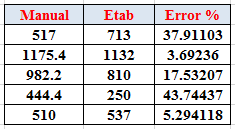 Manual Etab Error %
517 713 37.91103
1175.4 1132 3.69236
982.2 810 17.53207
444.4 250 43.74437
510 537 5.294118